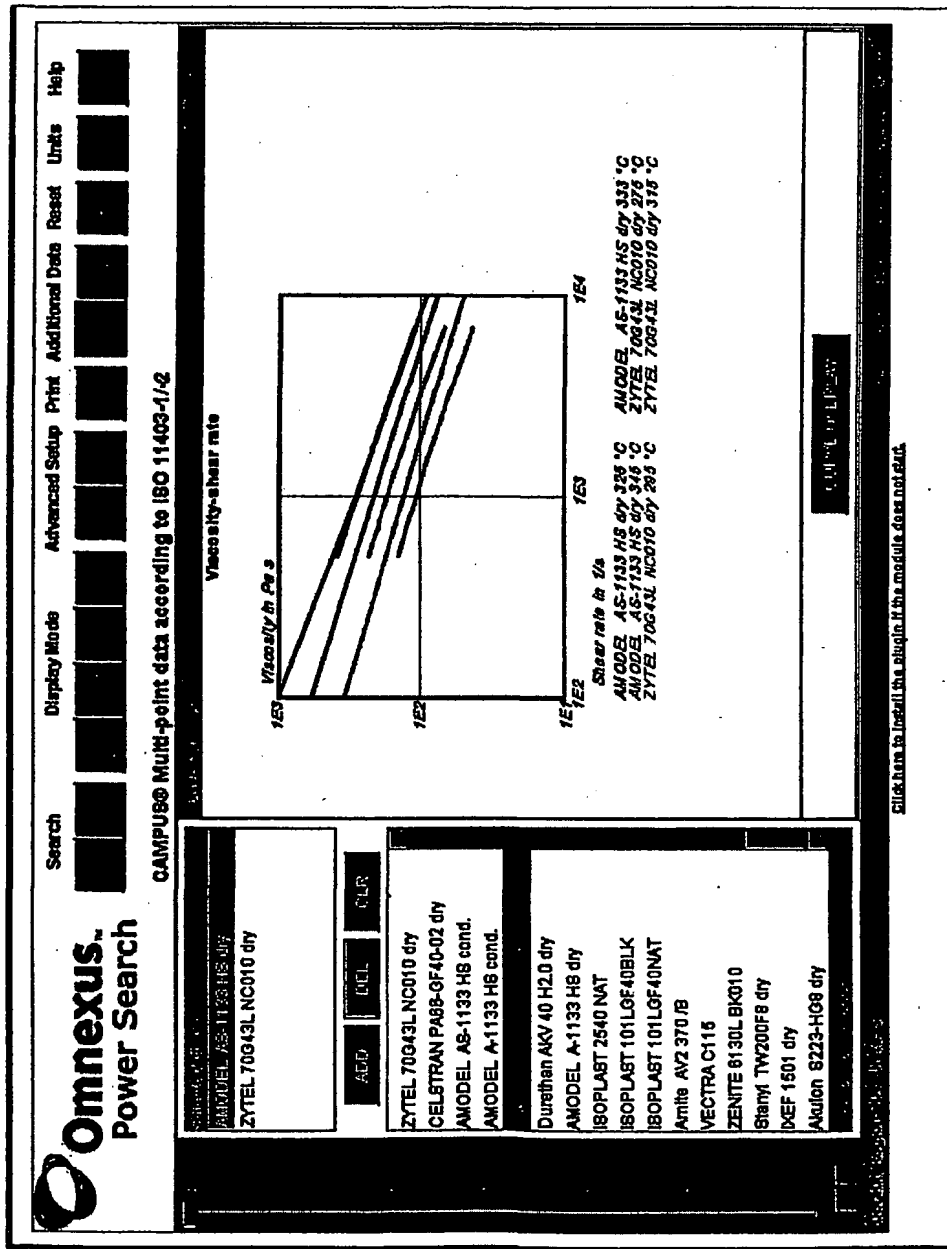 Omnexus™
Power Search
Search
Display Mode
Advanced Setup
Print
Additional Data
Reset
Units
Help
CAMPUS® Multi-point data according to ISO 11403-1/-2
AMODEL AS-1133 HS dry
ZYTEL 70G43L NC010 dry
ADD
DEL
CLR
ZYTEL 70G43L NC010 dry
CELSTRAN PA66-GF40-02 dry
AMODEL AS-1133 HS cond.
AMODEL A-1133 HS cond.
Durethan AKV 40 H2.0 dry
AMODEL A-1133 HS dry
ISOPLAST 2540 NAT
ISOPLAST 101 LGF40BLK
ISOPLAST 101 LGF40NAT
Arnite AV2 370 /B
VECTRA C115
ZENITE 6130L BK010
Stanyl TW200F8 dry
IXEF 1501 dry
Akulon S223-HG8 dry
Viscosity-shear rate
Viscosity in Pa s
1E3
1E2
1E1
1E2
1E3
1E4
Shear rate in 1/s
AMODEL AS-1133 HS dry 325 °C
AMODEL AS-1133 HS dry 333 °C
AMODEL AS-1133 HS dry 345 °C
ZYTEL 70G43L NC010 dry 275 °C
ZYTEL 70G43L NC010 dry 295 °C
ZYTEL 70G43L NC010 dry 315 °C
Click here to install the plugin if the module does not start.